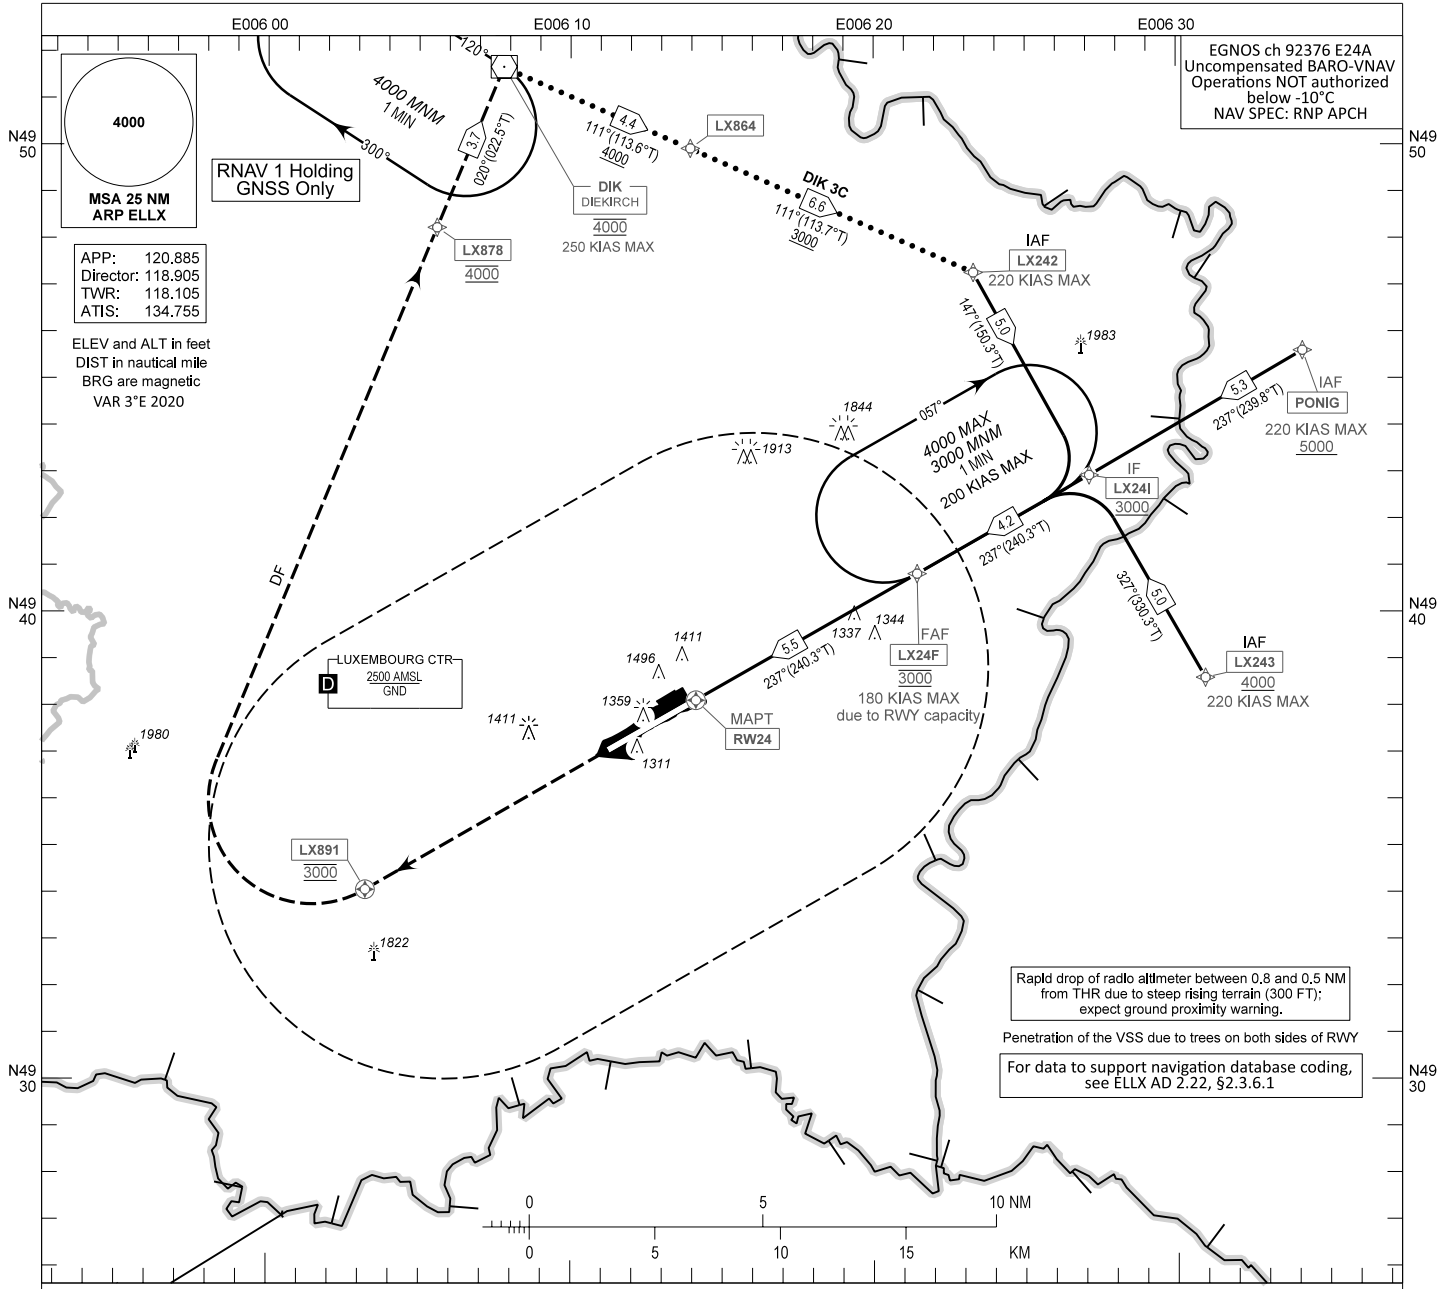 E006 00
E006 10
E006 20
E006 30
N49
50
N49
50
N49
40
N49
40
N49
30
N49
30
4000
MSA 25 NM
ARP ELLX
APP: 120.885
Director: 118.905
TWR: 118.105
ATIS: 134.755
ELEV and ALT in feet
DIST in nautical mile
BRG are magnetic
VAR 3°E 2020
RNAV 1 Holding
GNSS Only
120°
4000 MNM
1 MIN
300°
3.7
020°(022.5°T)
LX878
4000
DIK
DIEKIRCH
4000
250 KIAS MAX
4.4
111°(113.6°T)
4000
LX864
DIK 3C
6.6
111°(113.7°T)
3000
EGNOS ch 92376 E24A
Uncompensated BARO-VNAV
Operations NOT authorized
below -10°C
NAV SPEC: RNP APCH
IAF
LX242
220 KIAS MAX
5.0
147°(150.3°T)
1983
IAF
PONIG
220 KIAS MAX
5000
5.3
237°(239.8°T)
057°
4000 MAX
3000 MNM
1 MIN
200 KIAS MAX
1844
1913
IF
LX24I
3000
4.2
237°(240.3°T)
5.0
327°(330.3°T)
IAF
LX243
4000
220 KIAS MAX
DF
FAF
LX24F
3000
180 KIAS MAX
due to RWY capacity
1337
1344
5.5
237°(240.3°T)
1411
1496
1359
1411
1311
MAPT
RW24
LUXEMBOURG CTR
2500 AMSL
GND
D
1980
LX891
3000
1822
Rapid drop of radio altimeter between 0.8 and 0.5 NM
from THR due to steep rising terrain (300 FT);
expect ground proximity warning.
Penetration of the VSS due to trees on both sides of RWY
For data to support navigation database coding,
see ELLX AD 2.22, §2.3.6.1
0 5 10 NM
0 5 10 15 KM